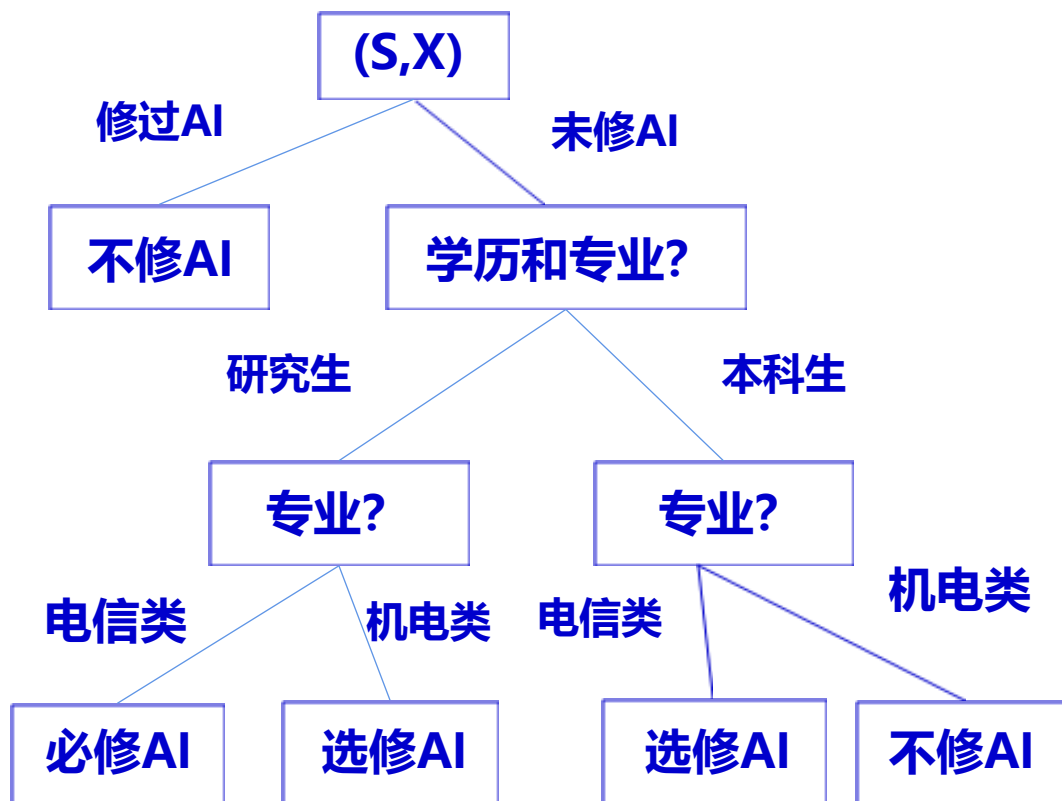 (S,X)
修过AI
未修AI
不修AI
学历和专业?
研究生
本科生
专业?
专业?
电信类
机电类
电信类
机电类
必修AI
选修AI
选修AI
不修AI